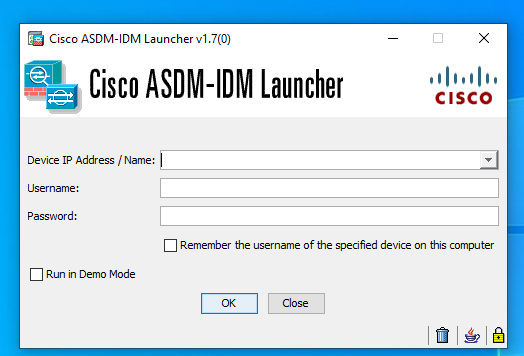 Cisco ASDM-IDM Launcher v1.7(0)
Cisco ASDM-IDM Launcher
CISCO
Device IP Address / Name:
Username:
Password:
Remember the username of the specified device on this computer
Run in Demo Mode
OK Close